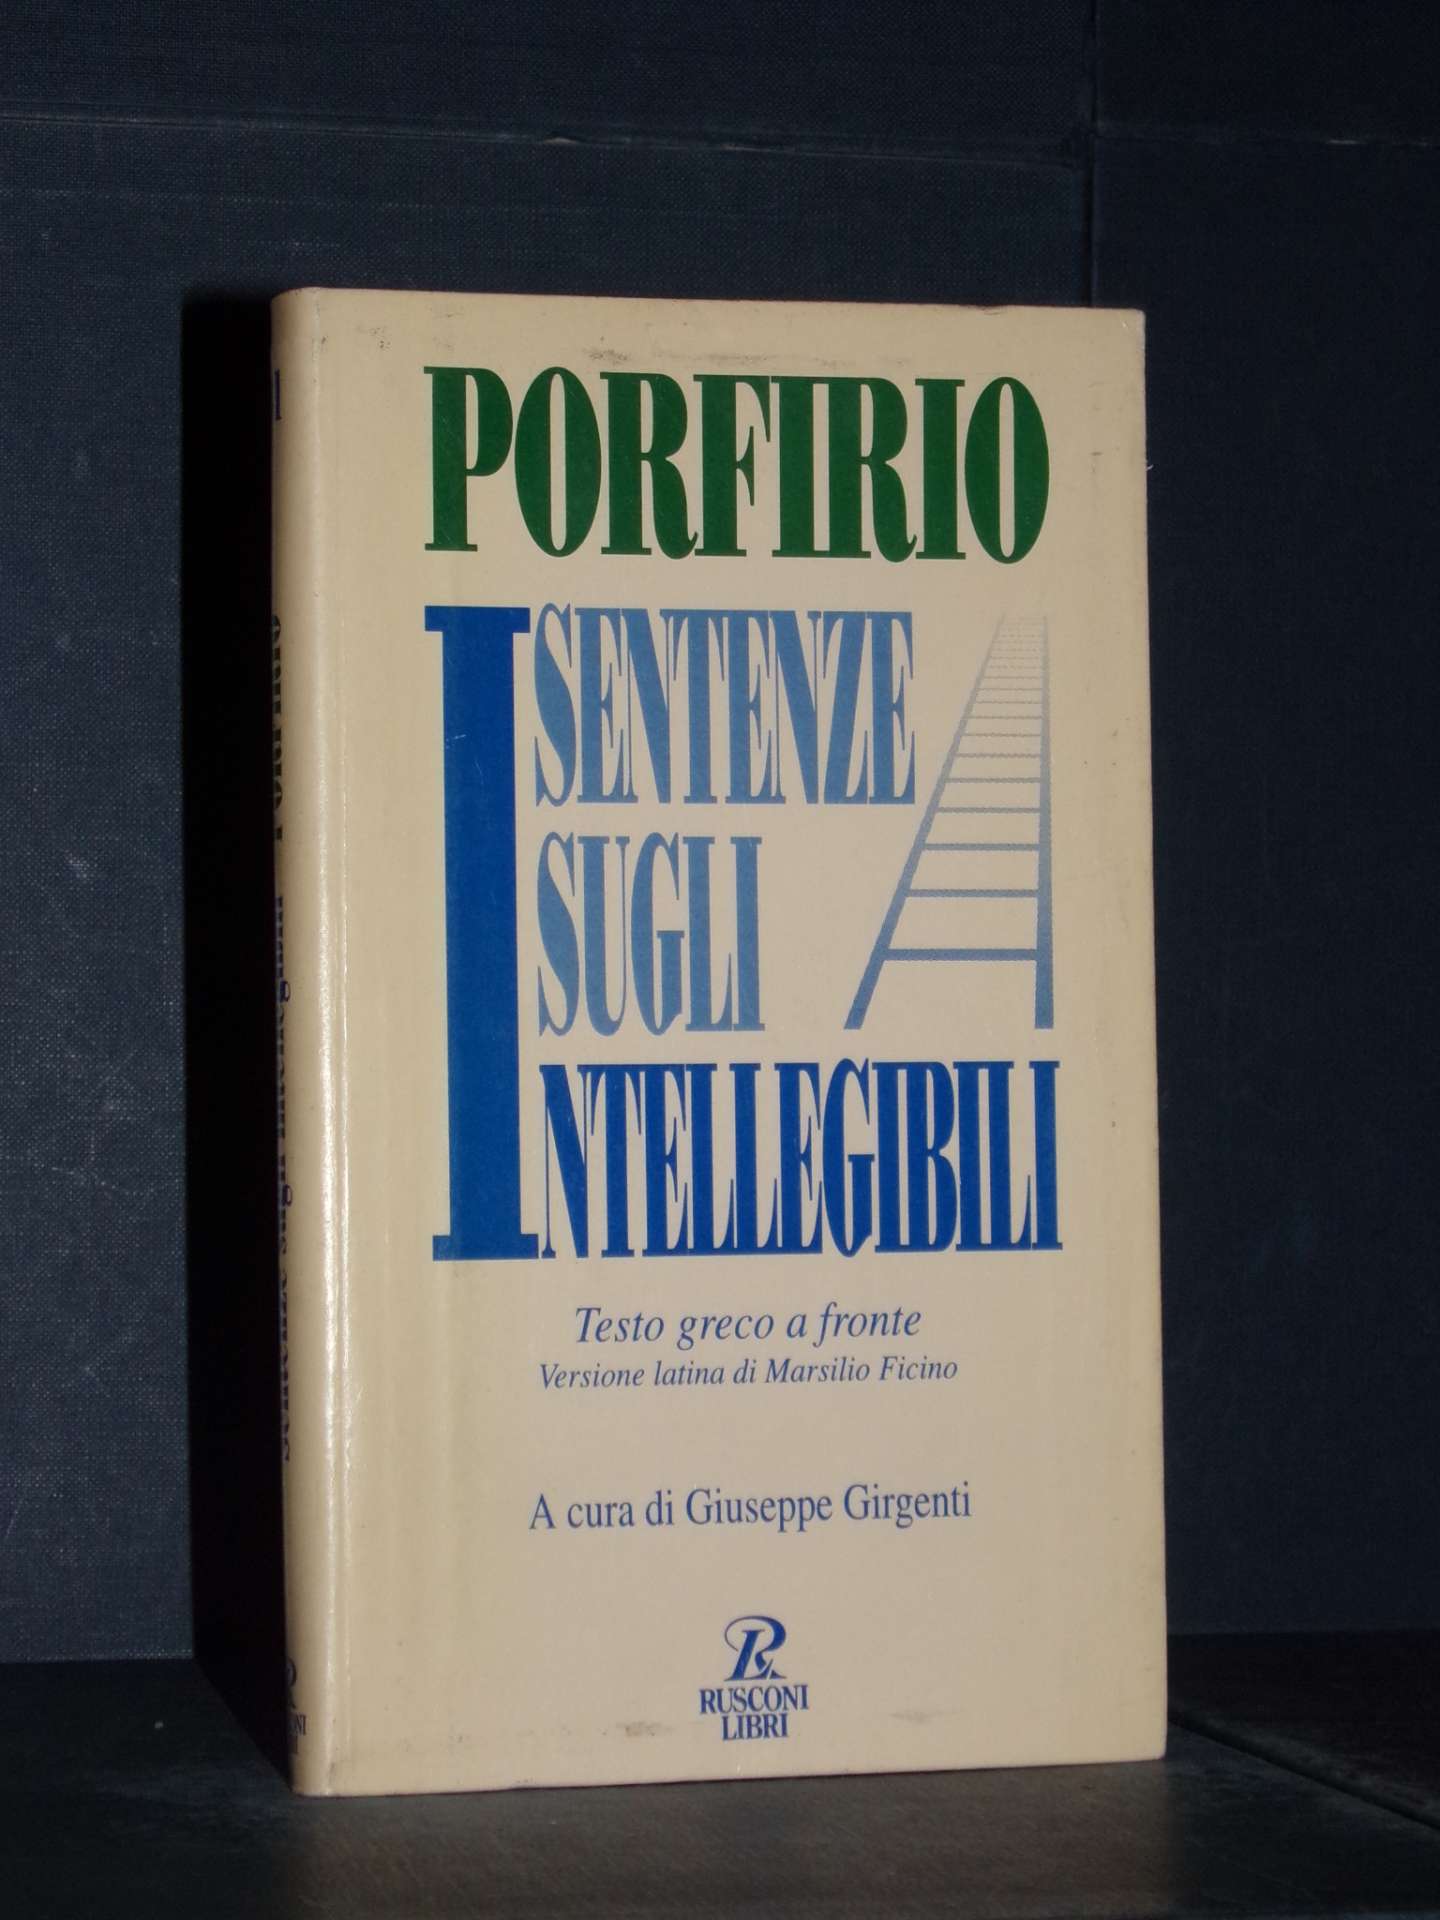 PORFIRIO
SENTENZE
SUGLI
INTELLEGIBILI
Testo greco a fronte
Versione latina di Marsilio Ficino
A cura di Giuseppe Girgenti
RUSCONI
LIBRI